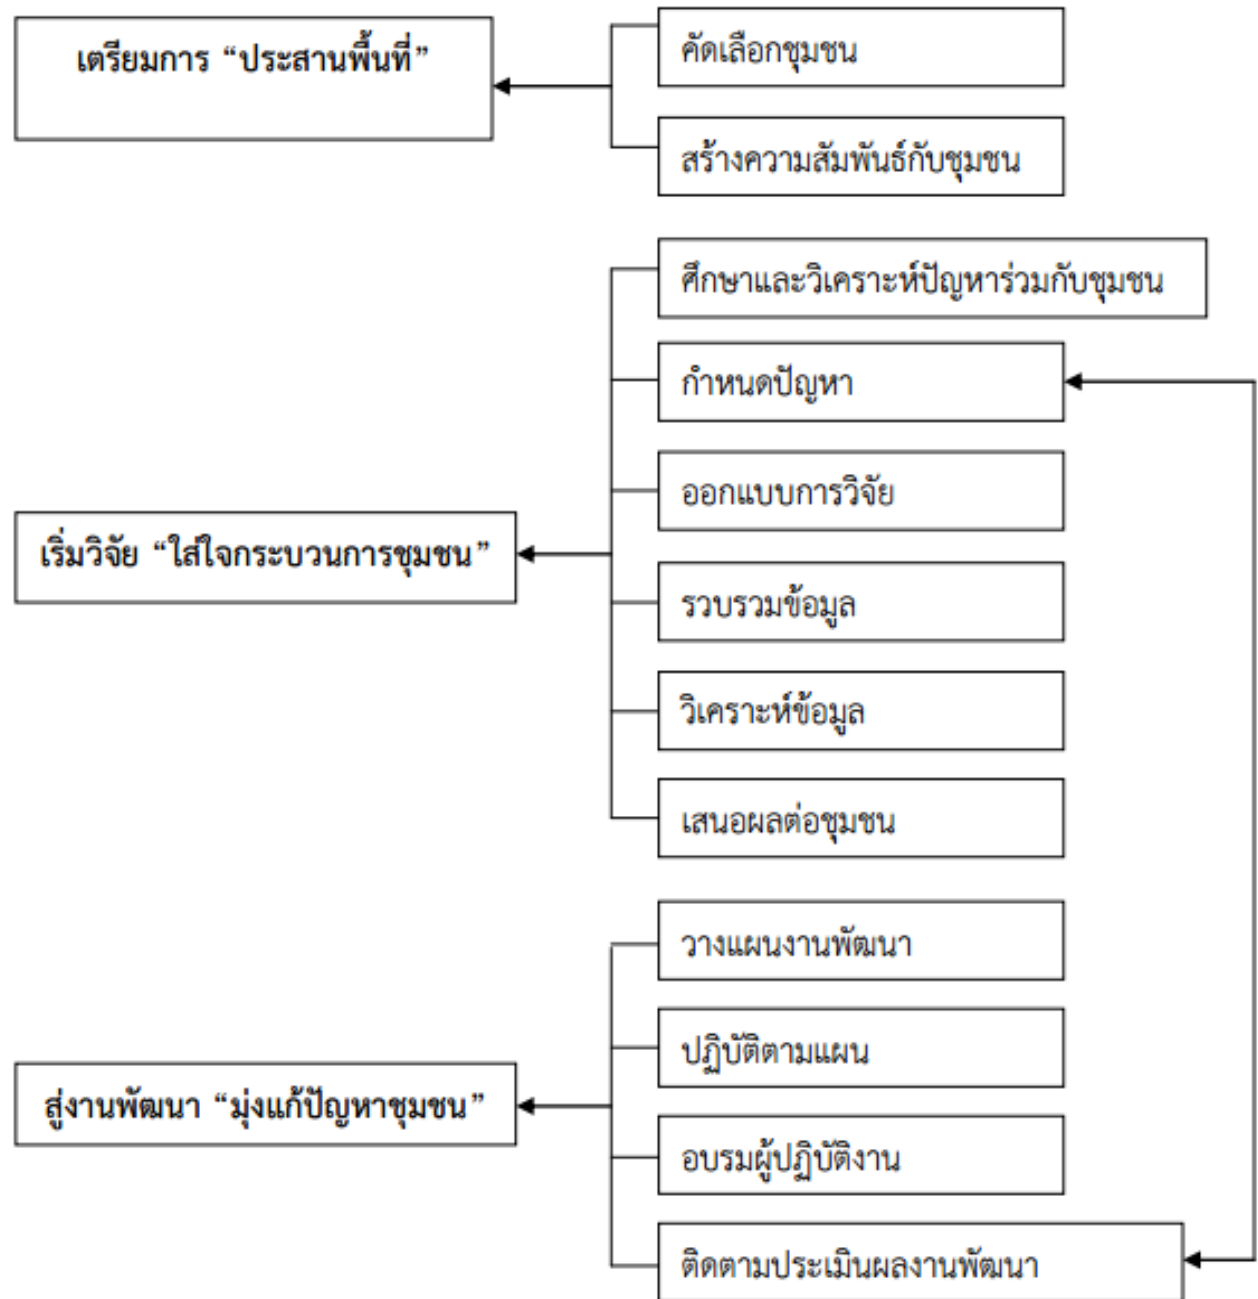 เตรียมการ “ประสานพื้นที่”
คัดเลือกชุมชน
สร้างความสัมพันธ์กับชุมชน
เริ่มวิจัย “ใส่ใจกระบวนการชุมชน”
ศึกษาและวิเคราะห์ปัญหาร่วมกับชุมชน
กำหนดปัญหา
ออกแบบการวิจัย
รวบรวมข้อมูล
วิเคราะห์ข้อมูล
เสนอผลต่อชุมชน
สู่งานพัฒนา “มุ่งแก้ปัญหาชุมชน”
วางแผนงานพัฒนา
ปฏิบัติตามแผน
อบรมผู้ปฏิบัติงาน
ติดตามประเมินผลงานพัฒนา